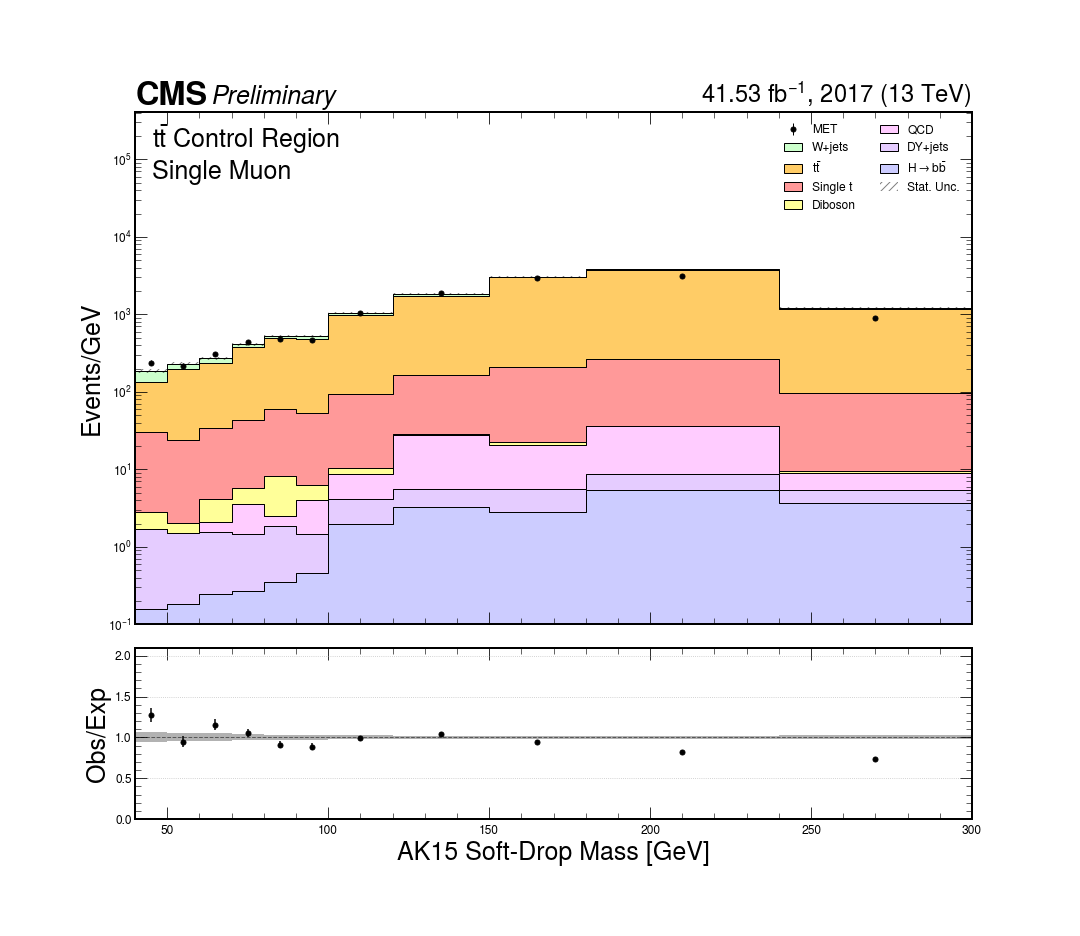 CMS Preliminary
41.53 fb⁻¹, 2017 (13 TeV)
tt̄ Control Region
Single Muon
MET
W+jets
tt̄
Single t
Diboson
QCD
DY+jets
H→bb̄
Stat. Unc.
Events/GeV
10⁵
10⁴
10³
10²
10¹
10⁰
10⁻¹
Obs/Exp
2.0
1.5
1.0
0.5
0.0
50 100 150 200 250 300
AK15 Soft-Drop Mass [GeV]